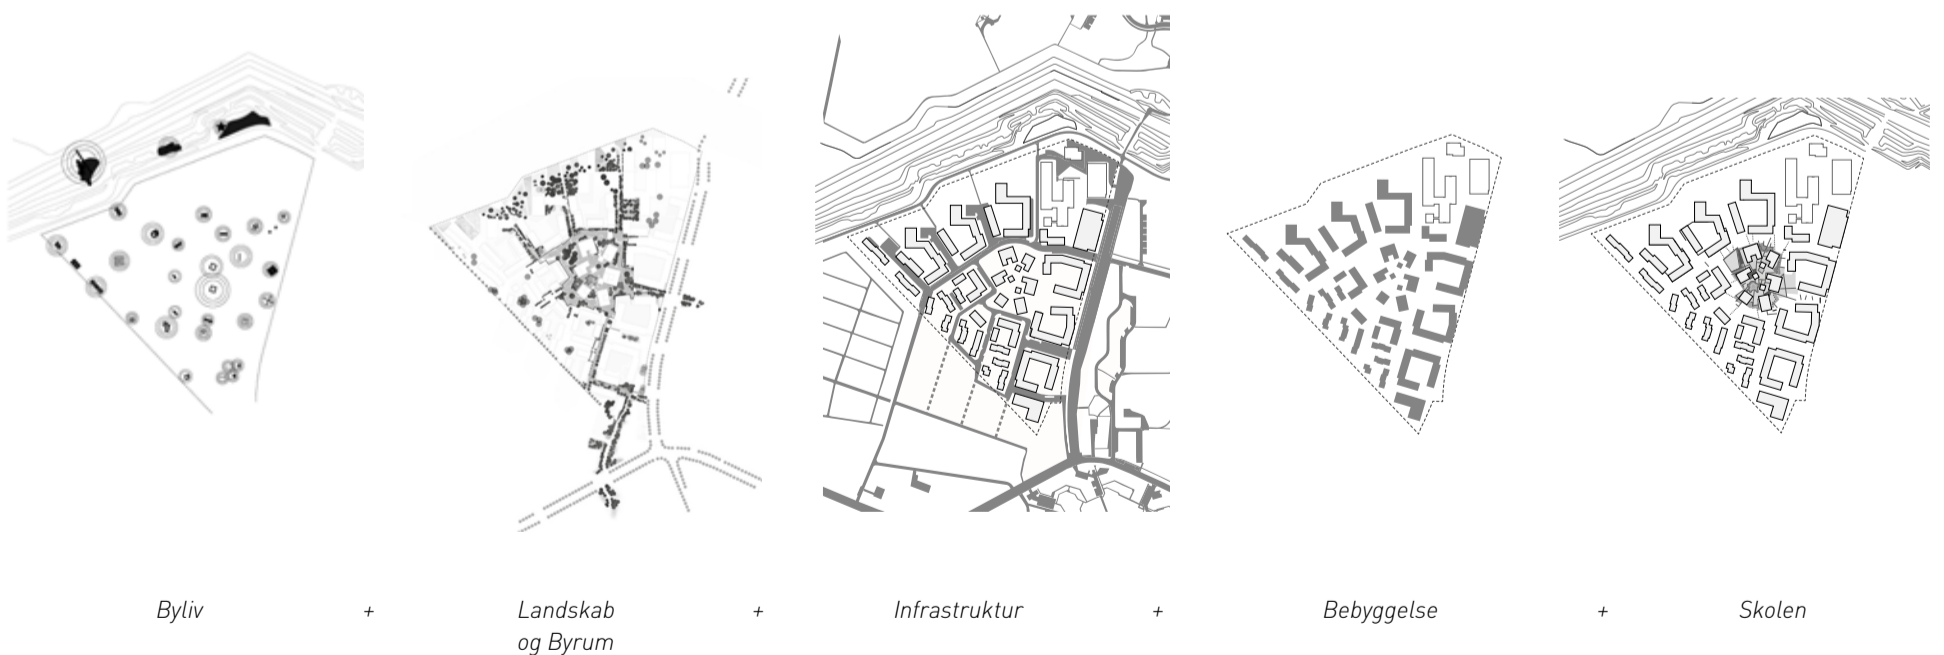 Byliv + Landskab + Infrastruktur + Bebyggelse + Skolen
og Byrum